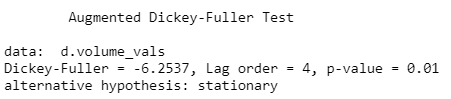 Augmented Dickey-Fuller Test
data:  d.volume_vals
Dickey-Fuller = -6.2537, Lag order = 4, p-value = 0.01
alternative hypothesis: stationary